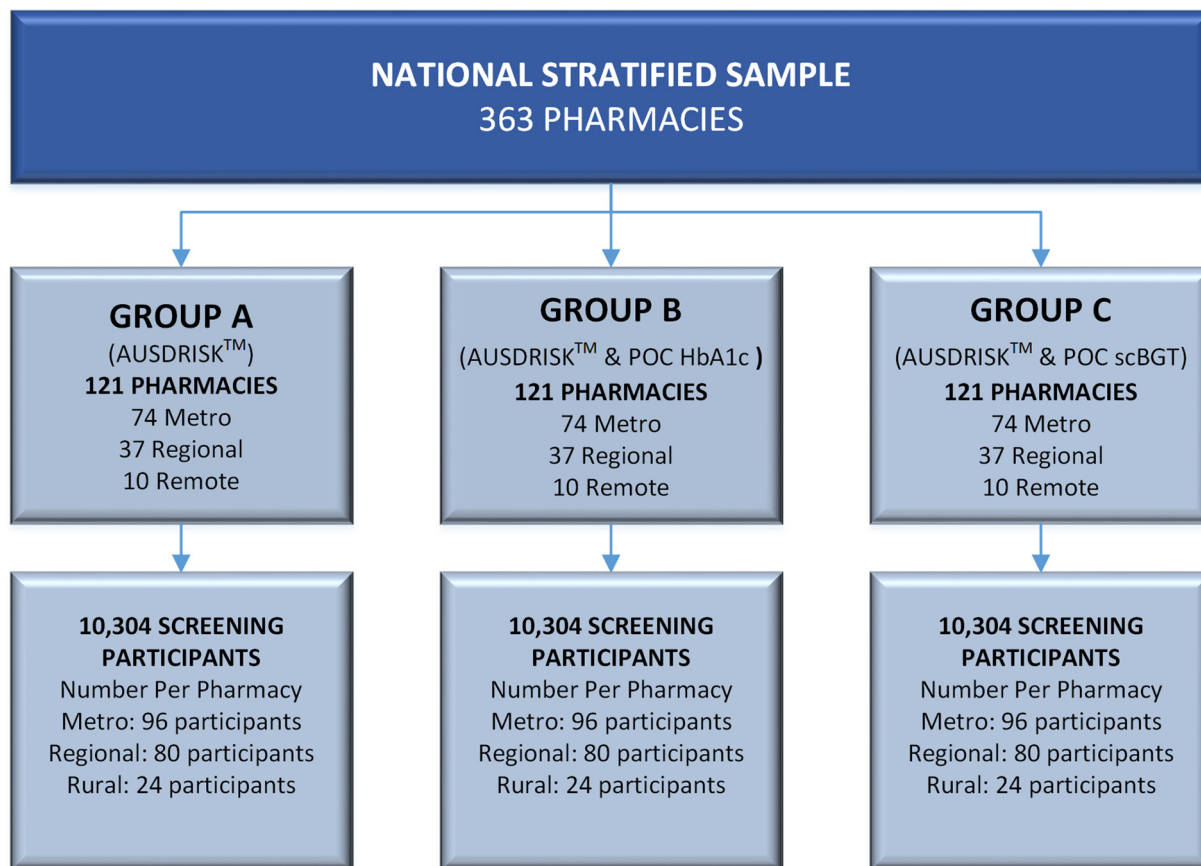 NATIONAL STRATIFIED SAMPLE
363 PHARMACIES
GROUP A
(AUSDRISK™)
121 PHARMACIES
74 Metro
37 Regional
10 Remote
GROUP B
(AUSDRISK™ & POC HbA1c )
121 PHARMACIES
74 Metro
37 Regional
10 Remote
GROUP C
(AUSDRISK™ & POC scBGT)
121 PHARMACIES
74 Metro
37 Regional
10 Remote
10,304 SCREENING
PARTICIPANTS
Number Per Pharmacy
Metro: 96 participants
Regional: 80 participants
Rural: 24 participants
10,304 SCREENING
PARTICIPANTS
Number Per Pharmacy
Metro: 96 participants
Regional: 80 participants
Rural: 24 participants
10,304 SCREENING
PARTICIPANTS
Number Per Pharmacy
Metro: 96 participants
Regional: 80 participants
Rural: 24 participants